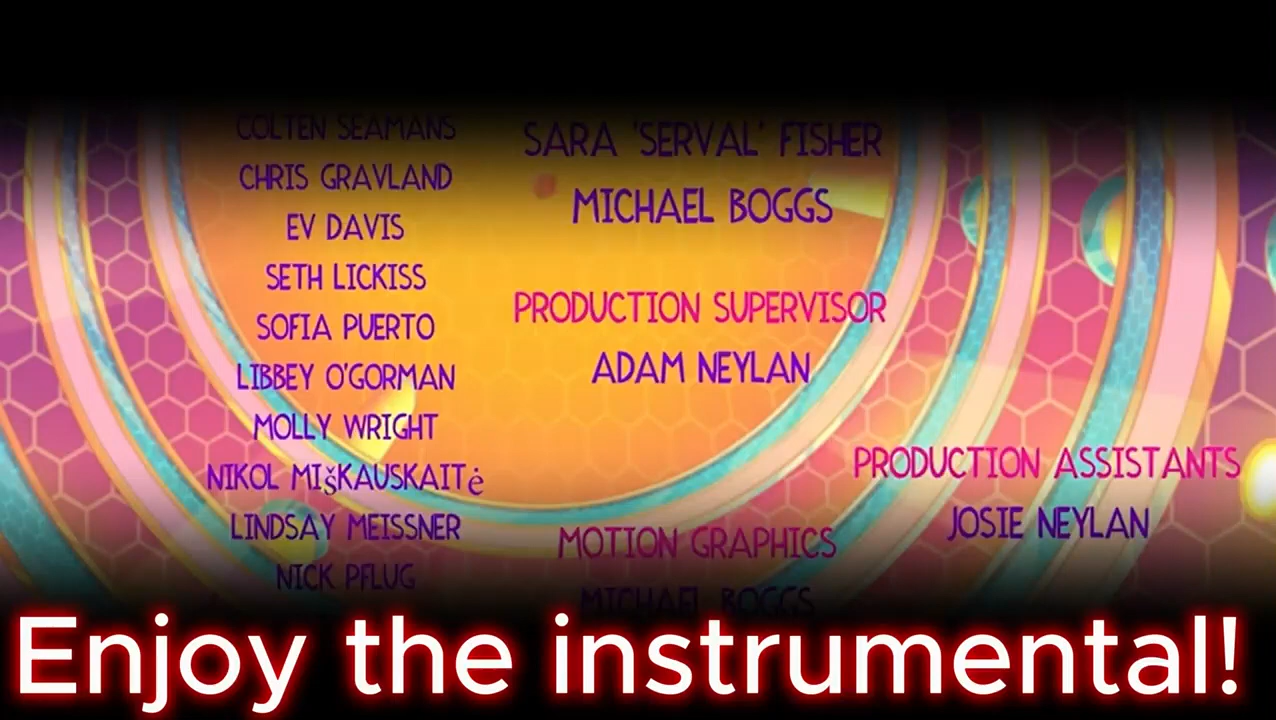 COLTEN SEAMANS
CHRIS GRAVLAND
EV DAVIS
SETH LICKISS
SOFIA PUERTO
LIBBEY O'GORMAN
MOLLY WRIGHT
NIKOL MIšKAUSKAITė
LINDSAY MEISSNER
NICK PFLUG
SARA 'SERVAL' FISHER
MICHAEL BOGGS
PRODUCTION SUPERVISOR
ADAM NEYLAN
MOTION GRAPHICS
MICHAEL BOGGS
PRODUCTION ASSISTANTS
JOSIE NEYLAN
Enjoy the instrumental!